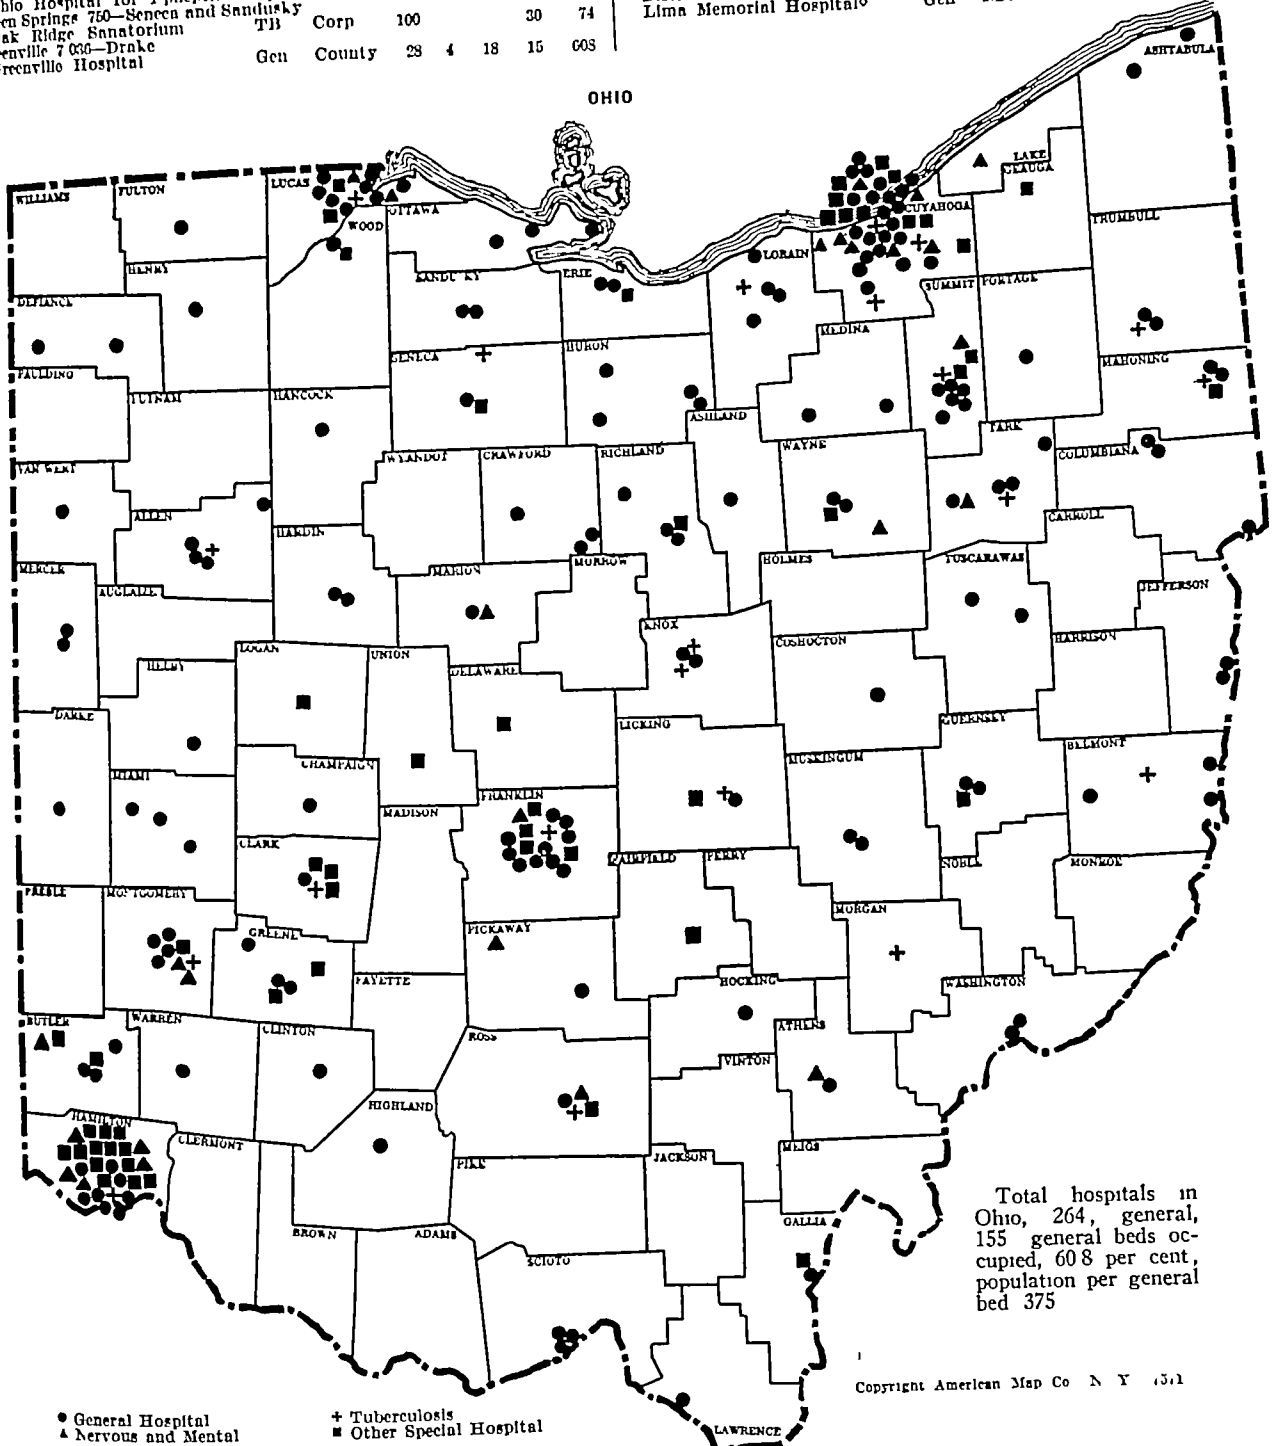 en Springs 750—Seneca and Sandusky
ak Ridge Sanatorium TB Corp 100 30 74
Greenville Hospital Gen County 28 4 18 15 608
Lima Memorial Hospital Gen
OHIO
ASHTABULA
LAKE
GEAUGA
WILLIAMS
FULTON
LUCAS
OTTAWA
WOOD
CUYAHOGA
TRUMBULL
HENRY
SANDUSKY
ERIE
LORAIN
SUMMIT
PORTAGE
DEFIANCE
MEDINA
SENECA
HURON
MAHONING
PAULDING
PUTNAM
HANCOCK
ASHLAND
STARK
VAN WERT
WYANDOT
CRAWFORD
RICHLAND
WAYNE
COLUMBIANA
ALLEN
HARDIN
CARROLL
MERCER
AUGLAIZE
MARION
MORROW
HOLMES
TUSCARAWAS
JEFFERSON
KNOX
COSHOCTON
HARRISON
LOGAN
UNION
SHELBY
DELAWARE
DARKE
LICKING
GUERNSEY
BELMONT
MIAMI
CHAMPAIGN
MUSKINGUM
FRANKLIN
MADISON
CLARK
FAIRFIELD
PERRY
NOBLE
MONROE
PREBLE
MONTGOMERY
MORGAN
GREENE
PICKAWAY
FAYETTE
HOCKING
WASHINGTON
BUTLER
WARREN
CLINTON
ROSS
ATHENS
VINTON
HIGHLAND
HAMILTON
CLERMONT
PIKE
JACKSON
MEIGS
GALLIA
BROWN
ADAMS
SCIOTO
Total hospitals in
Ohio, 264, general,
155 general beds oc-
cupied, 60 8 per cent,
population per general
bed 375
Copyright American Map Co N Y
● General Hospital + Tuberculosis
▲ Nervous and Mental ■ Other Special Hospital
LAWRENCE